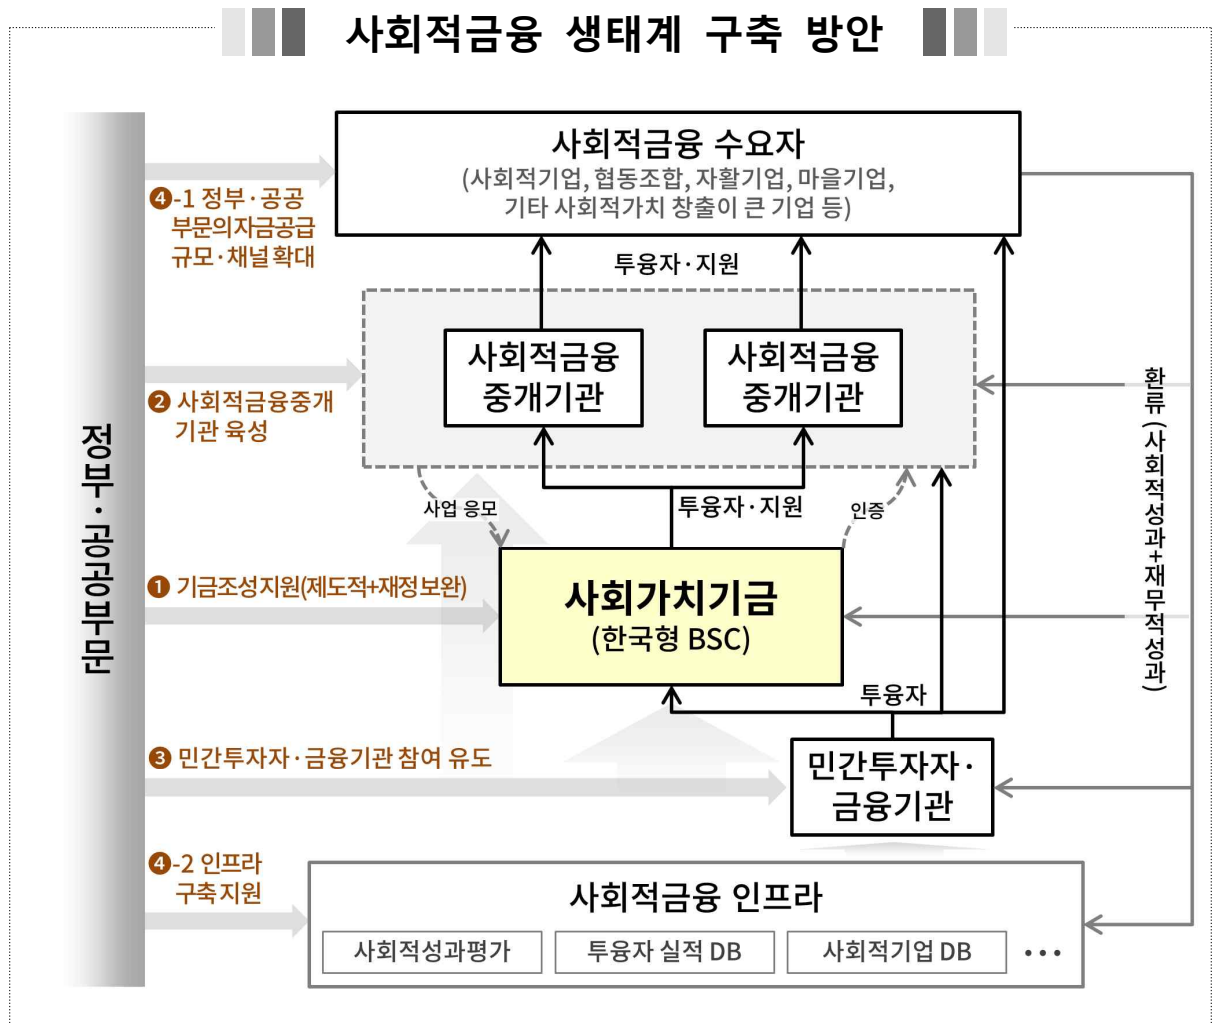 사회적금융 생태계 구축 방안
사회적금융 수요자
(사회적기업, 협동조합, 자활기업, 마을기업,
기타 사회적가치 창출이 큰 기업 등)
❹-1 정부·공공
부문의자금공급
규모·채널 확대
투융자·지원
사회적금융
중개기관
사회적금융
중개기관
❷ 사회적금융중개
기관 육성
환류 (사회적성과+재무적성과)
정부·공공부문
사업 응모
투융자·지원
인증
❶ 기금조성지원(제도적+재정보완)
사회가치기금
(한국형 BSC)
투융자
❸ 민간투자자·금융기관 참여 유도
민간투자자·
금융기관
❹-2 인프라
구축지원
사회적금융 인프라
사회적성과평가
투융자 실적 DB
사회적기업 DB
•••